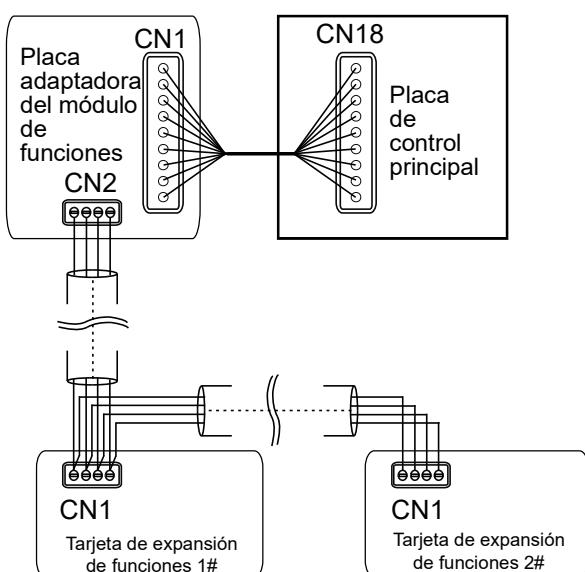 CN1
CN18
Placa
adaptadora
del módulo
de
funciones
CN2
Placa
de
control
principal
CN1
Tarjeta de expansión
de funciones 1#
CN1
Tarjeta de expansión
de funciones 2#